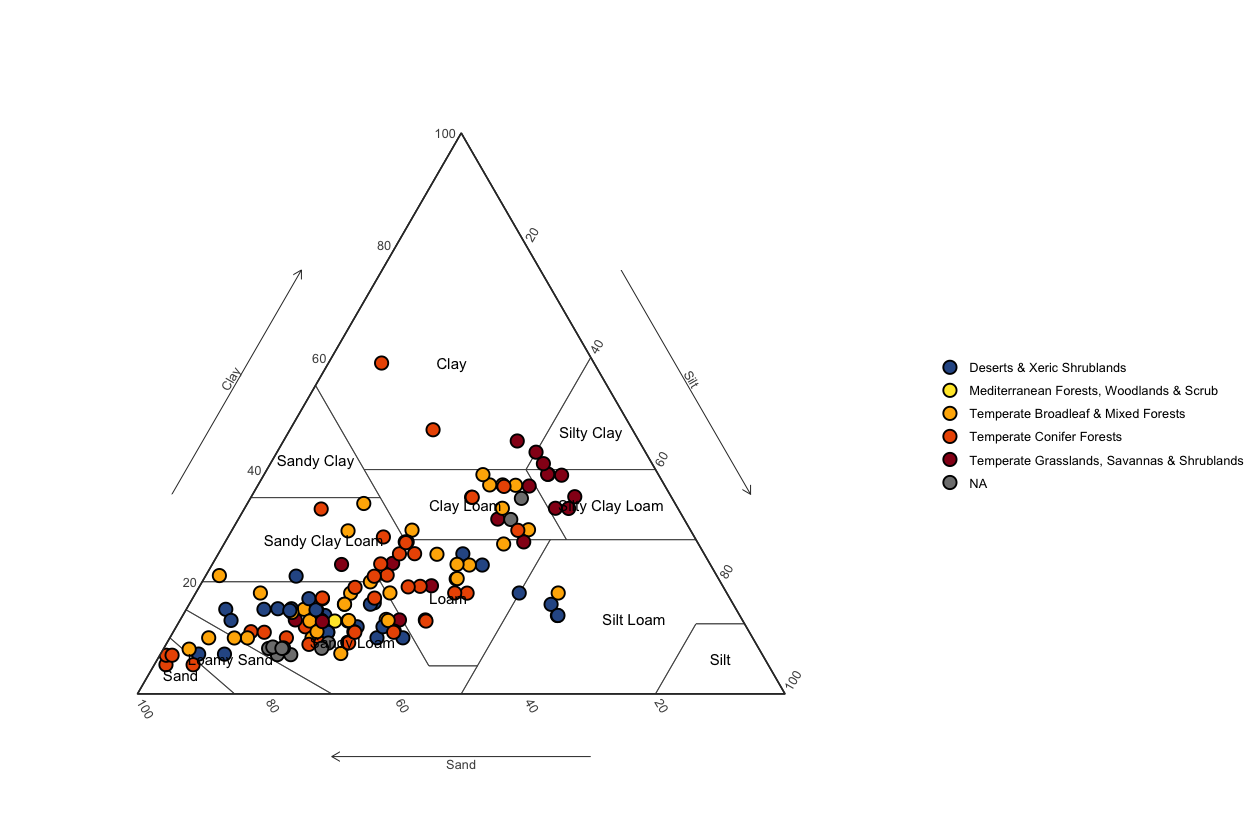 100
80
20
Clay
Silt
60
Clay
40
Deserts & Xeric Shrublands
Mediterranean Forests, Woodlands & Scrub
Temperate Broadleaf & Mixed Forests
Temperate Conifer Forests
Temperate Grasslands, Savannas & Shrublands
NA
Silty Clay
40
Sandy Clay
60
Clay Loam
Silty Clay Loam
Sandy Clay Loam
20
80
Loam
Silt Loam
Sandy Loam
Loamy Sand
Silt
Sand
100
100
80
60
40
20
Sand